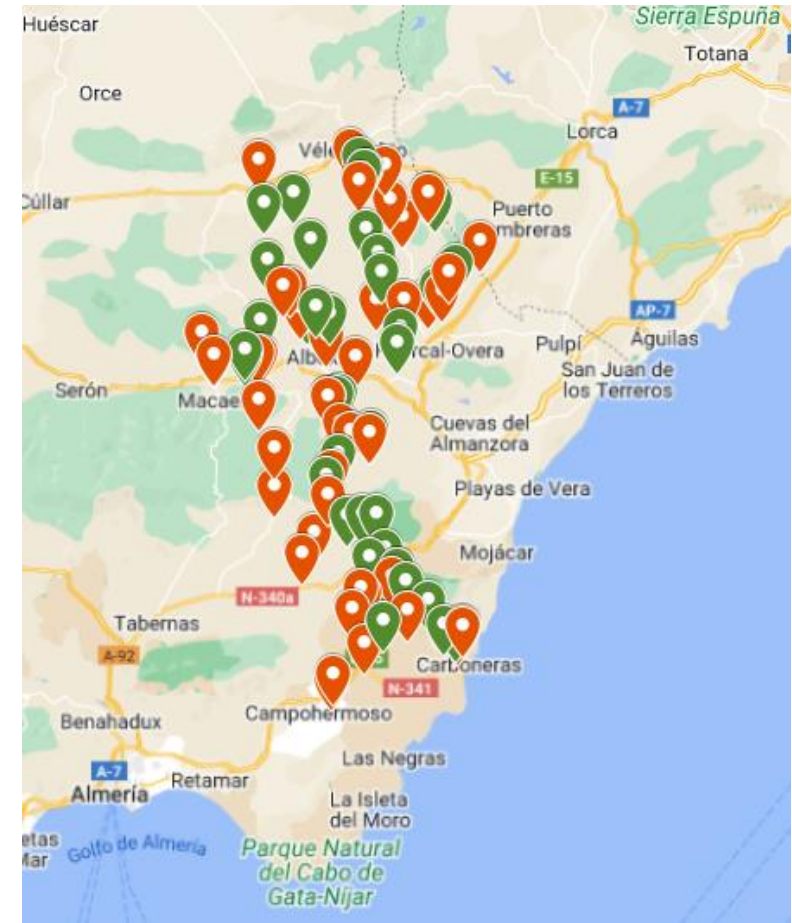 Sierra Espuña
Huéscar
Totana
Orce
A-7
Lorca
E-15
Cúllar
Puerto
AP-7
Pulpí
Águilas
San Juan de
los Terreros
Serón
Cuevas del
Almanzora
Playas de Vera
Mojácar
N-340a
Tabernas
A-92
Carboneras
N-341
Campohermoso
Benahadux
Las Negras
A-7
Retamar
Almería
La Isleta
del Moro
Golfo de Almería
Parque Natural
del Cabo de
Gata-Níjar